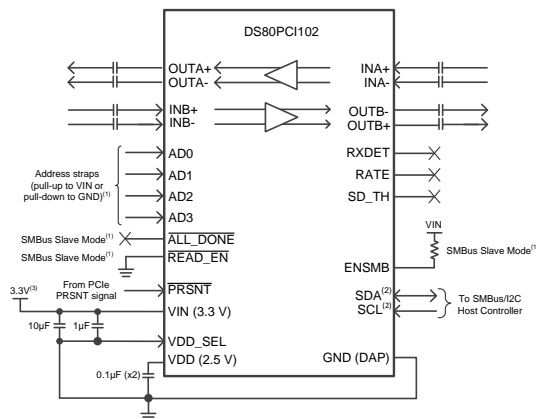 DS80PCI102
OUTA+
OUTA-
INB+
INB-
INA+
INA-
OUTB-
OUTB+
Address straps
(pull-up to VIN or
pull-down to GND)(1)
AD0
AD1
AD2
AD3
RXDET
RATE
SD_TH
SMBus Slave Mode(1)
ALL_DONE
SMBus Slave Mode(1)
READ_EN
VIN
SMBus Slave Mode(1
ENSMB
From PCIe
PRSNT signal
PRSNT
3.3V(3)
VIN (3.3 V)
10µF
1µF
VDD_SEL
VDD (2.5 V)
0.1µF (x2)
SDA(2)
SCL(2)
To SMBus/I2C
Host Controller
GND (DAP)